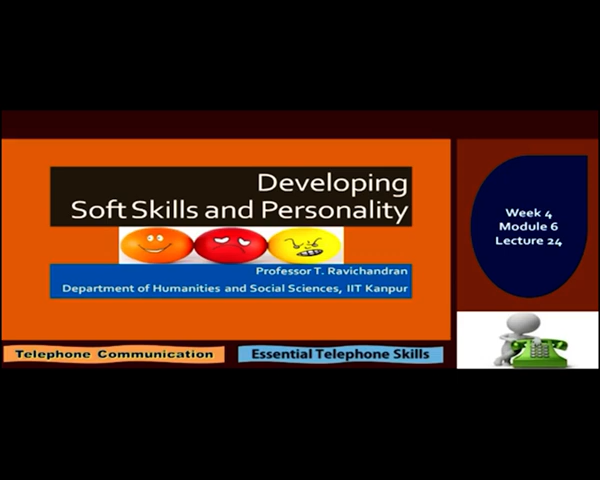 Developing
Soft Skills and Personality
Professor T. Ravichandran
Department of Humanities and Social Sciences, IIT Kanpur
Week 4
Module 6
Lecture 24
Telephone Communication
Essential Telephone Skills